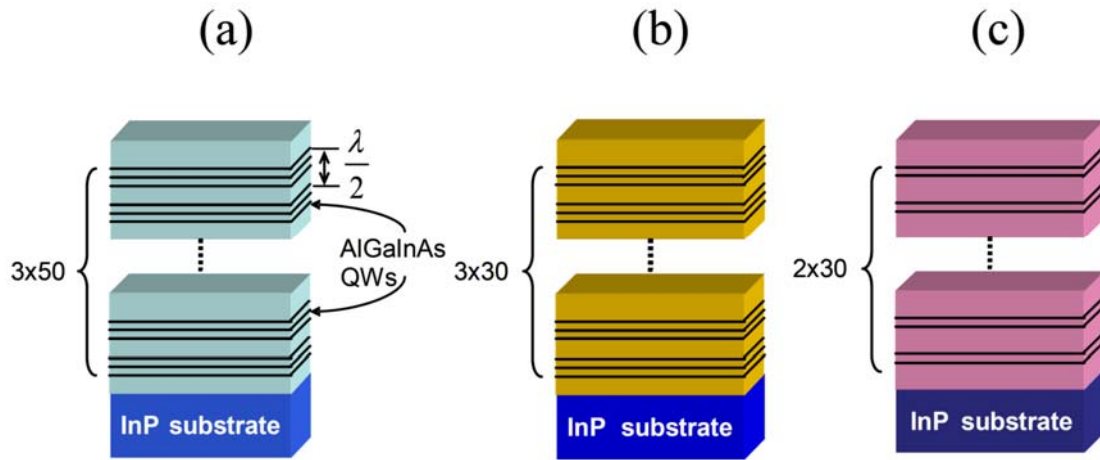 (a)
(b)
(c)
λ
2
3x50
AlGaInAs
QWs
3x30
2x30
InP substrate
InP substrate
InP substrate